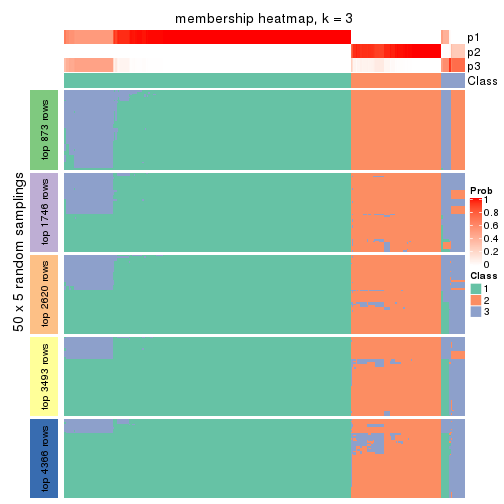 membership heatmap, k = 3
p1
p2
p3
Class
50 x 5 random samplings
top 873 rows
top 1746 rows
top 2620 rows
top 3493 rows
top 4366 rows
Prob
1
0.8
0.6
0.4
0.2
0
Class
1
2
3